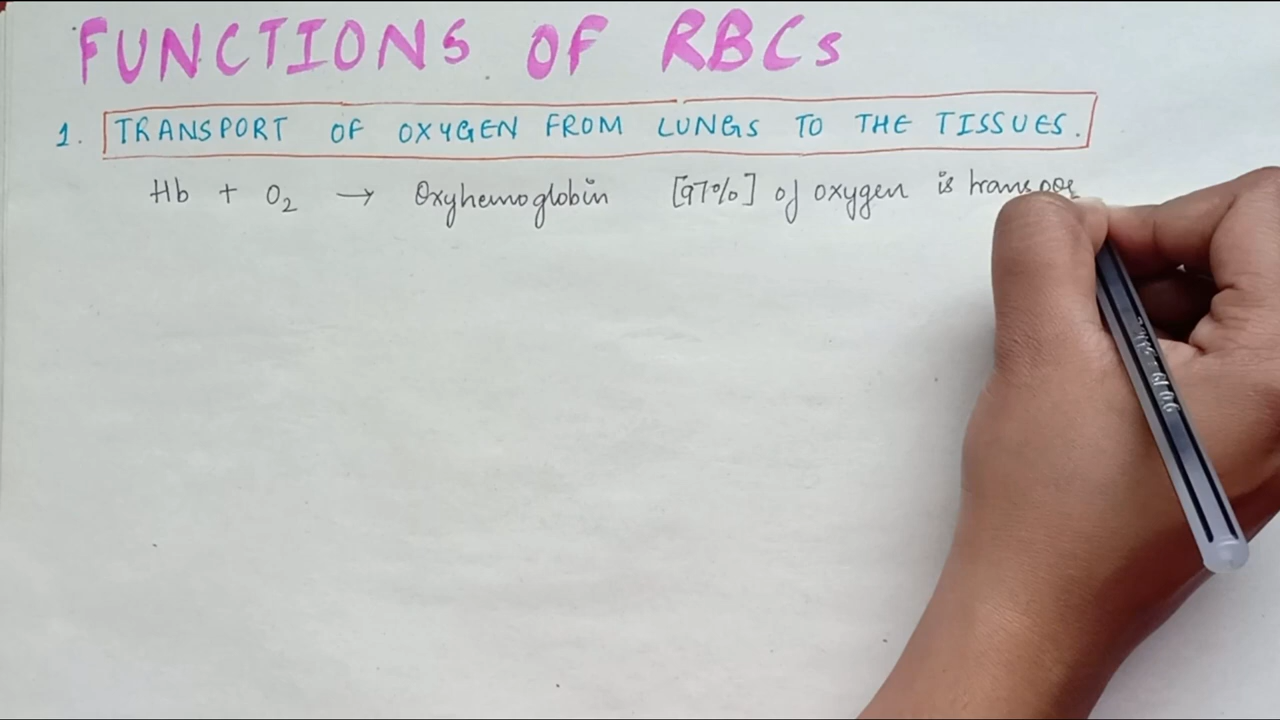 FUNCTIONS OF RBCs
1. TRANSPORT OF OXYGEN FROM LUNGS TO THE TISSUES.
Hb + O2 → Oxyhemoglobin [97%] of oxygen is transpor